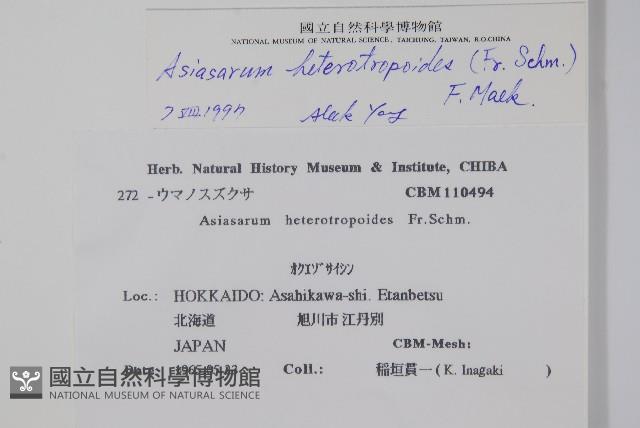 國立自然科學博物館
NATIONAL MUSEUM OF NATURAL SCIENCE, TAICHUNG, TAIWAN, R.O.CHINA
Asiasarum heterotropoides (Fr. Schm.)
F. Maek.
7 VIII. 1997
Herb. Natural History Museum & Institute, CHIBA
272 - ウマノスズクサ CBM 110494
Asiasarum heterotropoides Fr.Schm.
オクエゾサイシン
Loc.: HOKKAIDO: Asahikawa-shi. Etanbetsu
北海道 旭川市 江丹別
JAPAN CBM-Mesh:
Coll.: 稲垣貫一 ( K. Inagaki )
國立自然科學博物館
NATIONAL MUSEUM OF NATURAL SCIENCE